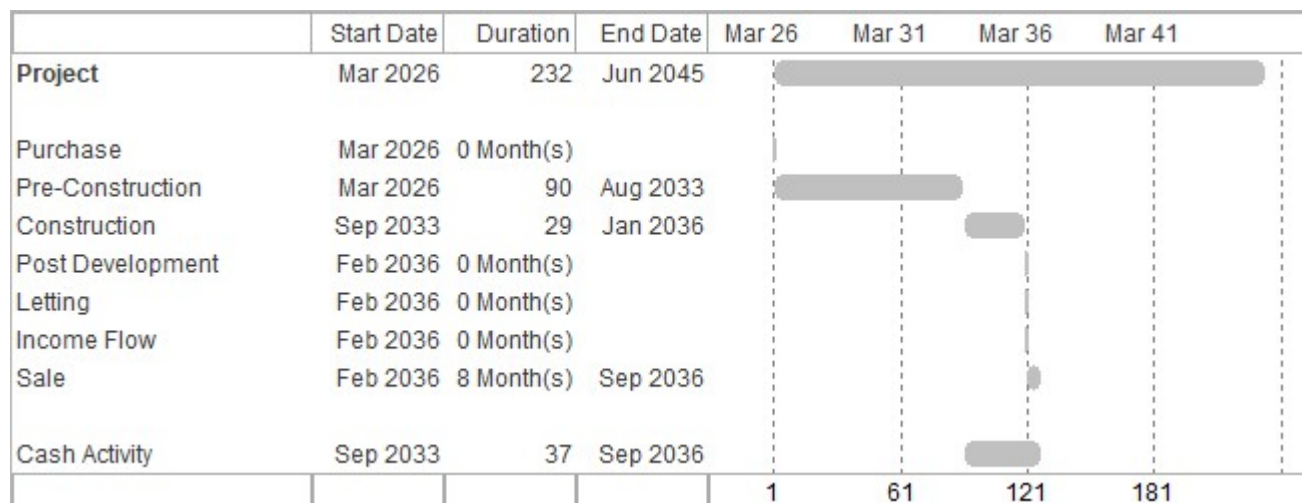 Start Date Duration End Date Mar 26 Mar 31 Mar 36 Mar 41
Project Mar 2026 232 Jun 2045
Purchase Mar 2026 0 Month(s)
Pre-Construction Mar 2026 90 Aug 2033
Construction Sep 2033 29 Jan 2036
Post Development Feb 2036 0 Month(s)
Letting Feb 2036 0 Month(s)
Income Flow Feb 2036 0 Month(s)
Sale Feb 2036 8 Month(s) Sep 2036
Cash Activity Sep 2033 37 Sep 2036
1 61 121 181